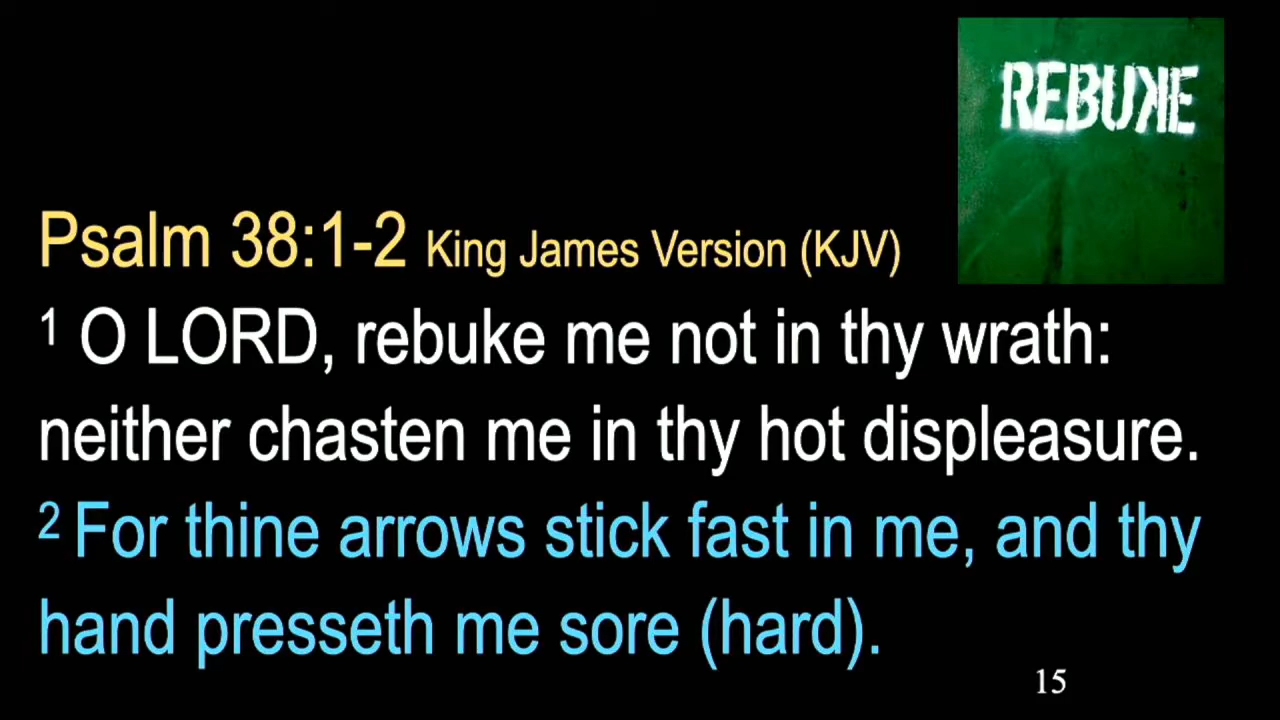 REBUKE
Psalm 38:1-2 King James Version (KJV)
1 O LORD, rebuke me not in thy wrath:
neither chasten me in thy hot displeasure.
2 For thine arrows stick fast in me, and thy
hand presseth me sore (hard).
15